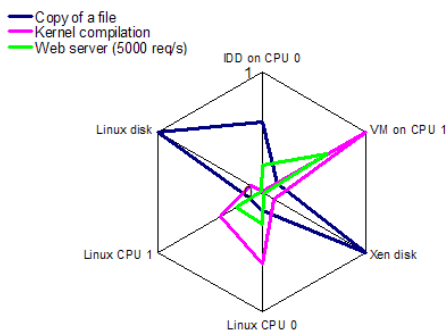 Copy of a file
Kernel compilation
Web server (5000 req/s)
IDD on CPU 0
1
Linux disk
VM on CPU 1
0
Linux CPU 1
Xen disk
Linux CPU 0